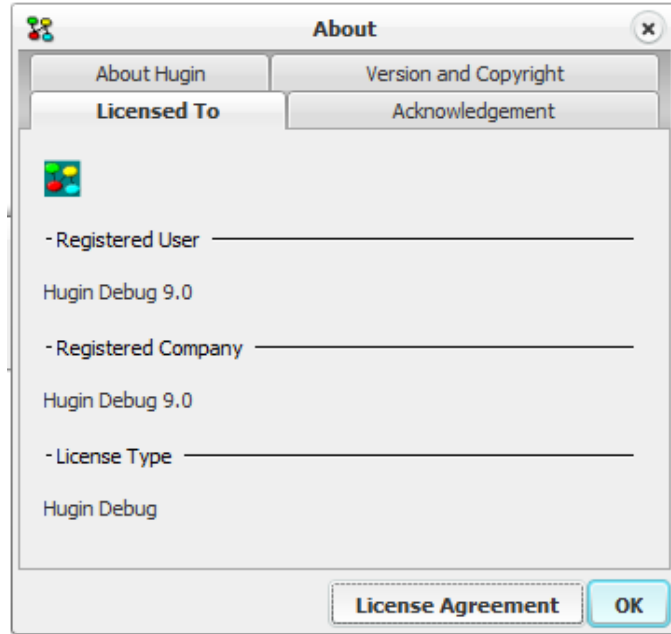 About
About Hugin
Version and Copyright
Licensed To
Acknowledgement
- Registered User
Hugin Debug 9.0
- Registered Company
Hugin Debug 9.0
- License Type
Hugin Debug
License Agreement
OK